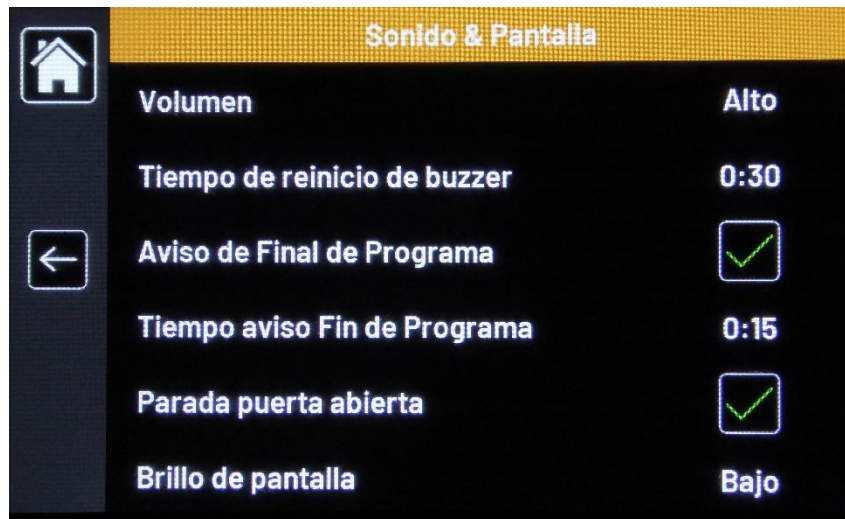 Sonido & Pantalla
Volumen Alto
Tiempo de reinicio de buzzer 0:30
Aviso de Final de Programa
Tiempo aviso Fin de Programa 0:15
Parada puerta abierta
Brillo de pantalla Bajo